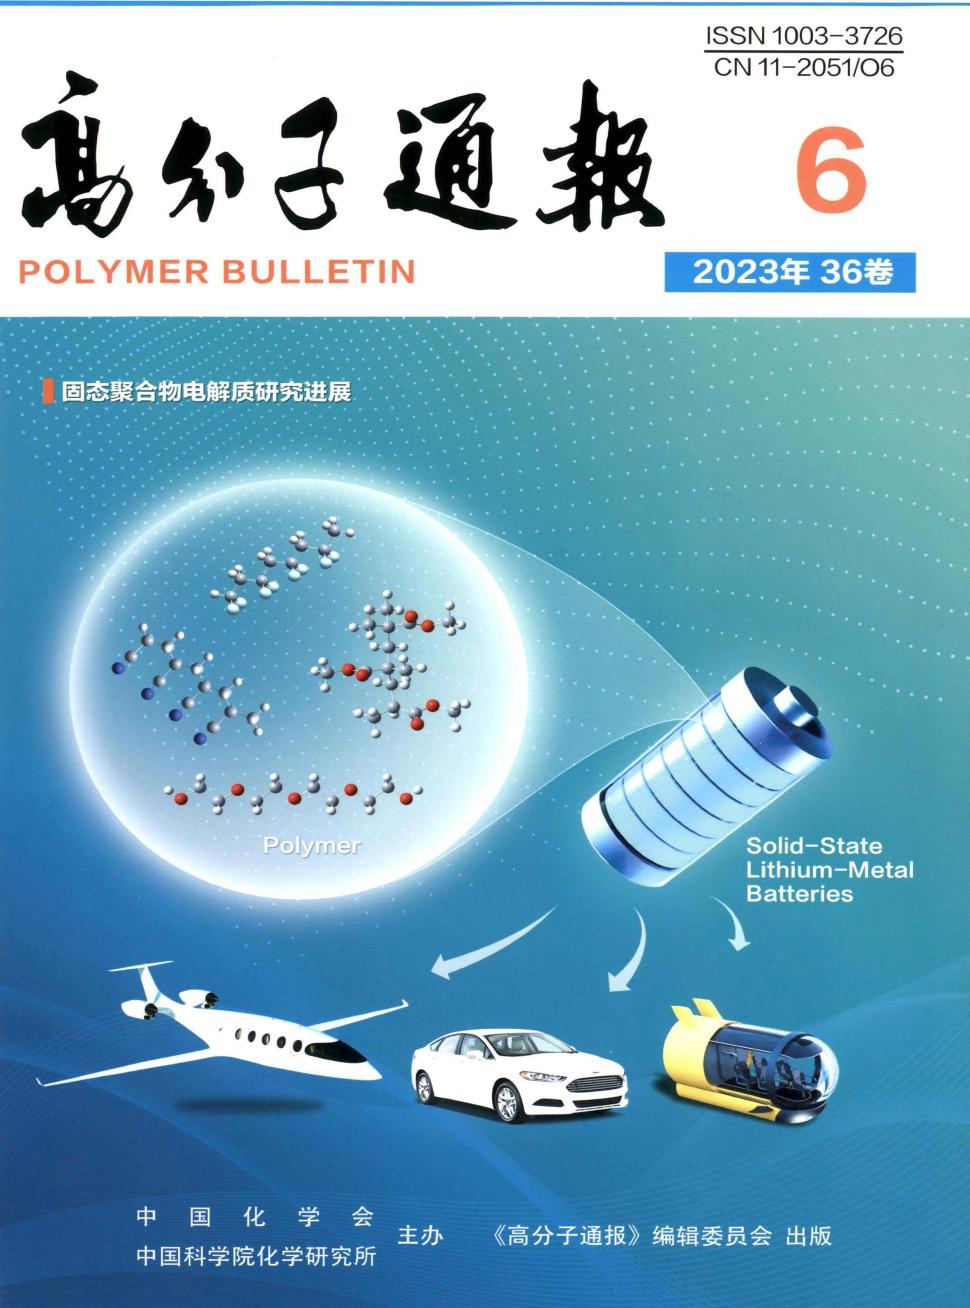 ISSN 1003-3726
CN 11-2051/O6
高分子通报
6
POLYMER BULLETIN
2023年 36卷
固态聚合物电解质研究进展
Polymer
Solid-State
Lithium-Metal
Batteries
中国化学会
中国科学院化学研究所
主办
《高分子通报》编辑委员会 出版